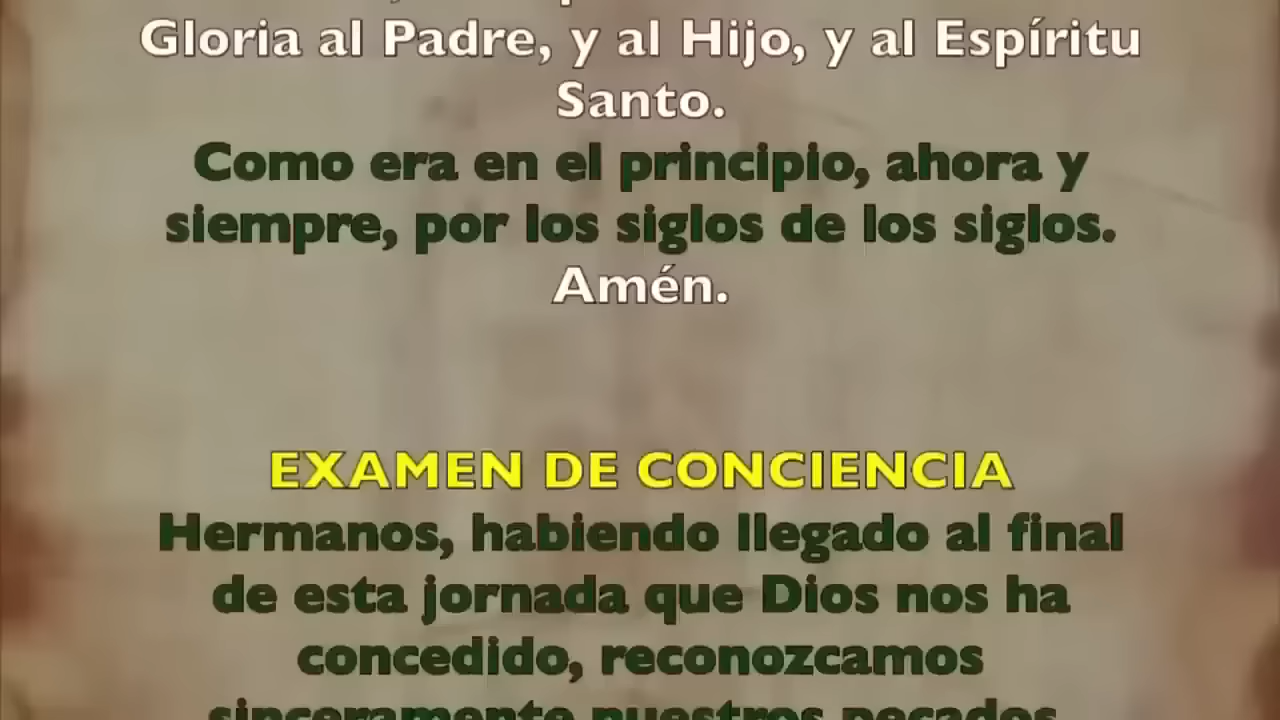 Gloria al Padre, y al Hijo, y al Espíritu
Santo.
Como era en el principio, ahora y
siempre, por los siglos de los siglos.
Amén.
EXAMEN DE CONCIENCIA
Hermanos, habiendo llegado al final
de esta jornada que Dios nos ha
concedido, reconozcamos
sinceramente nuestros pecados.